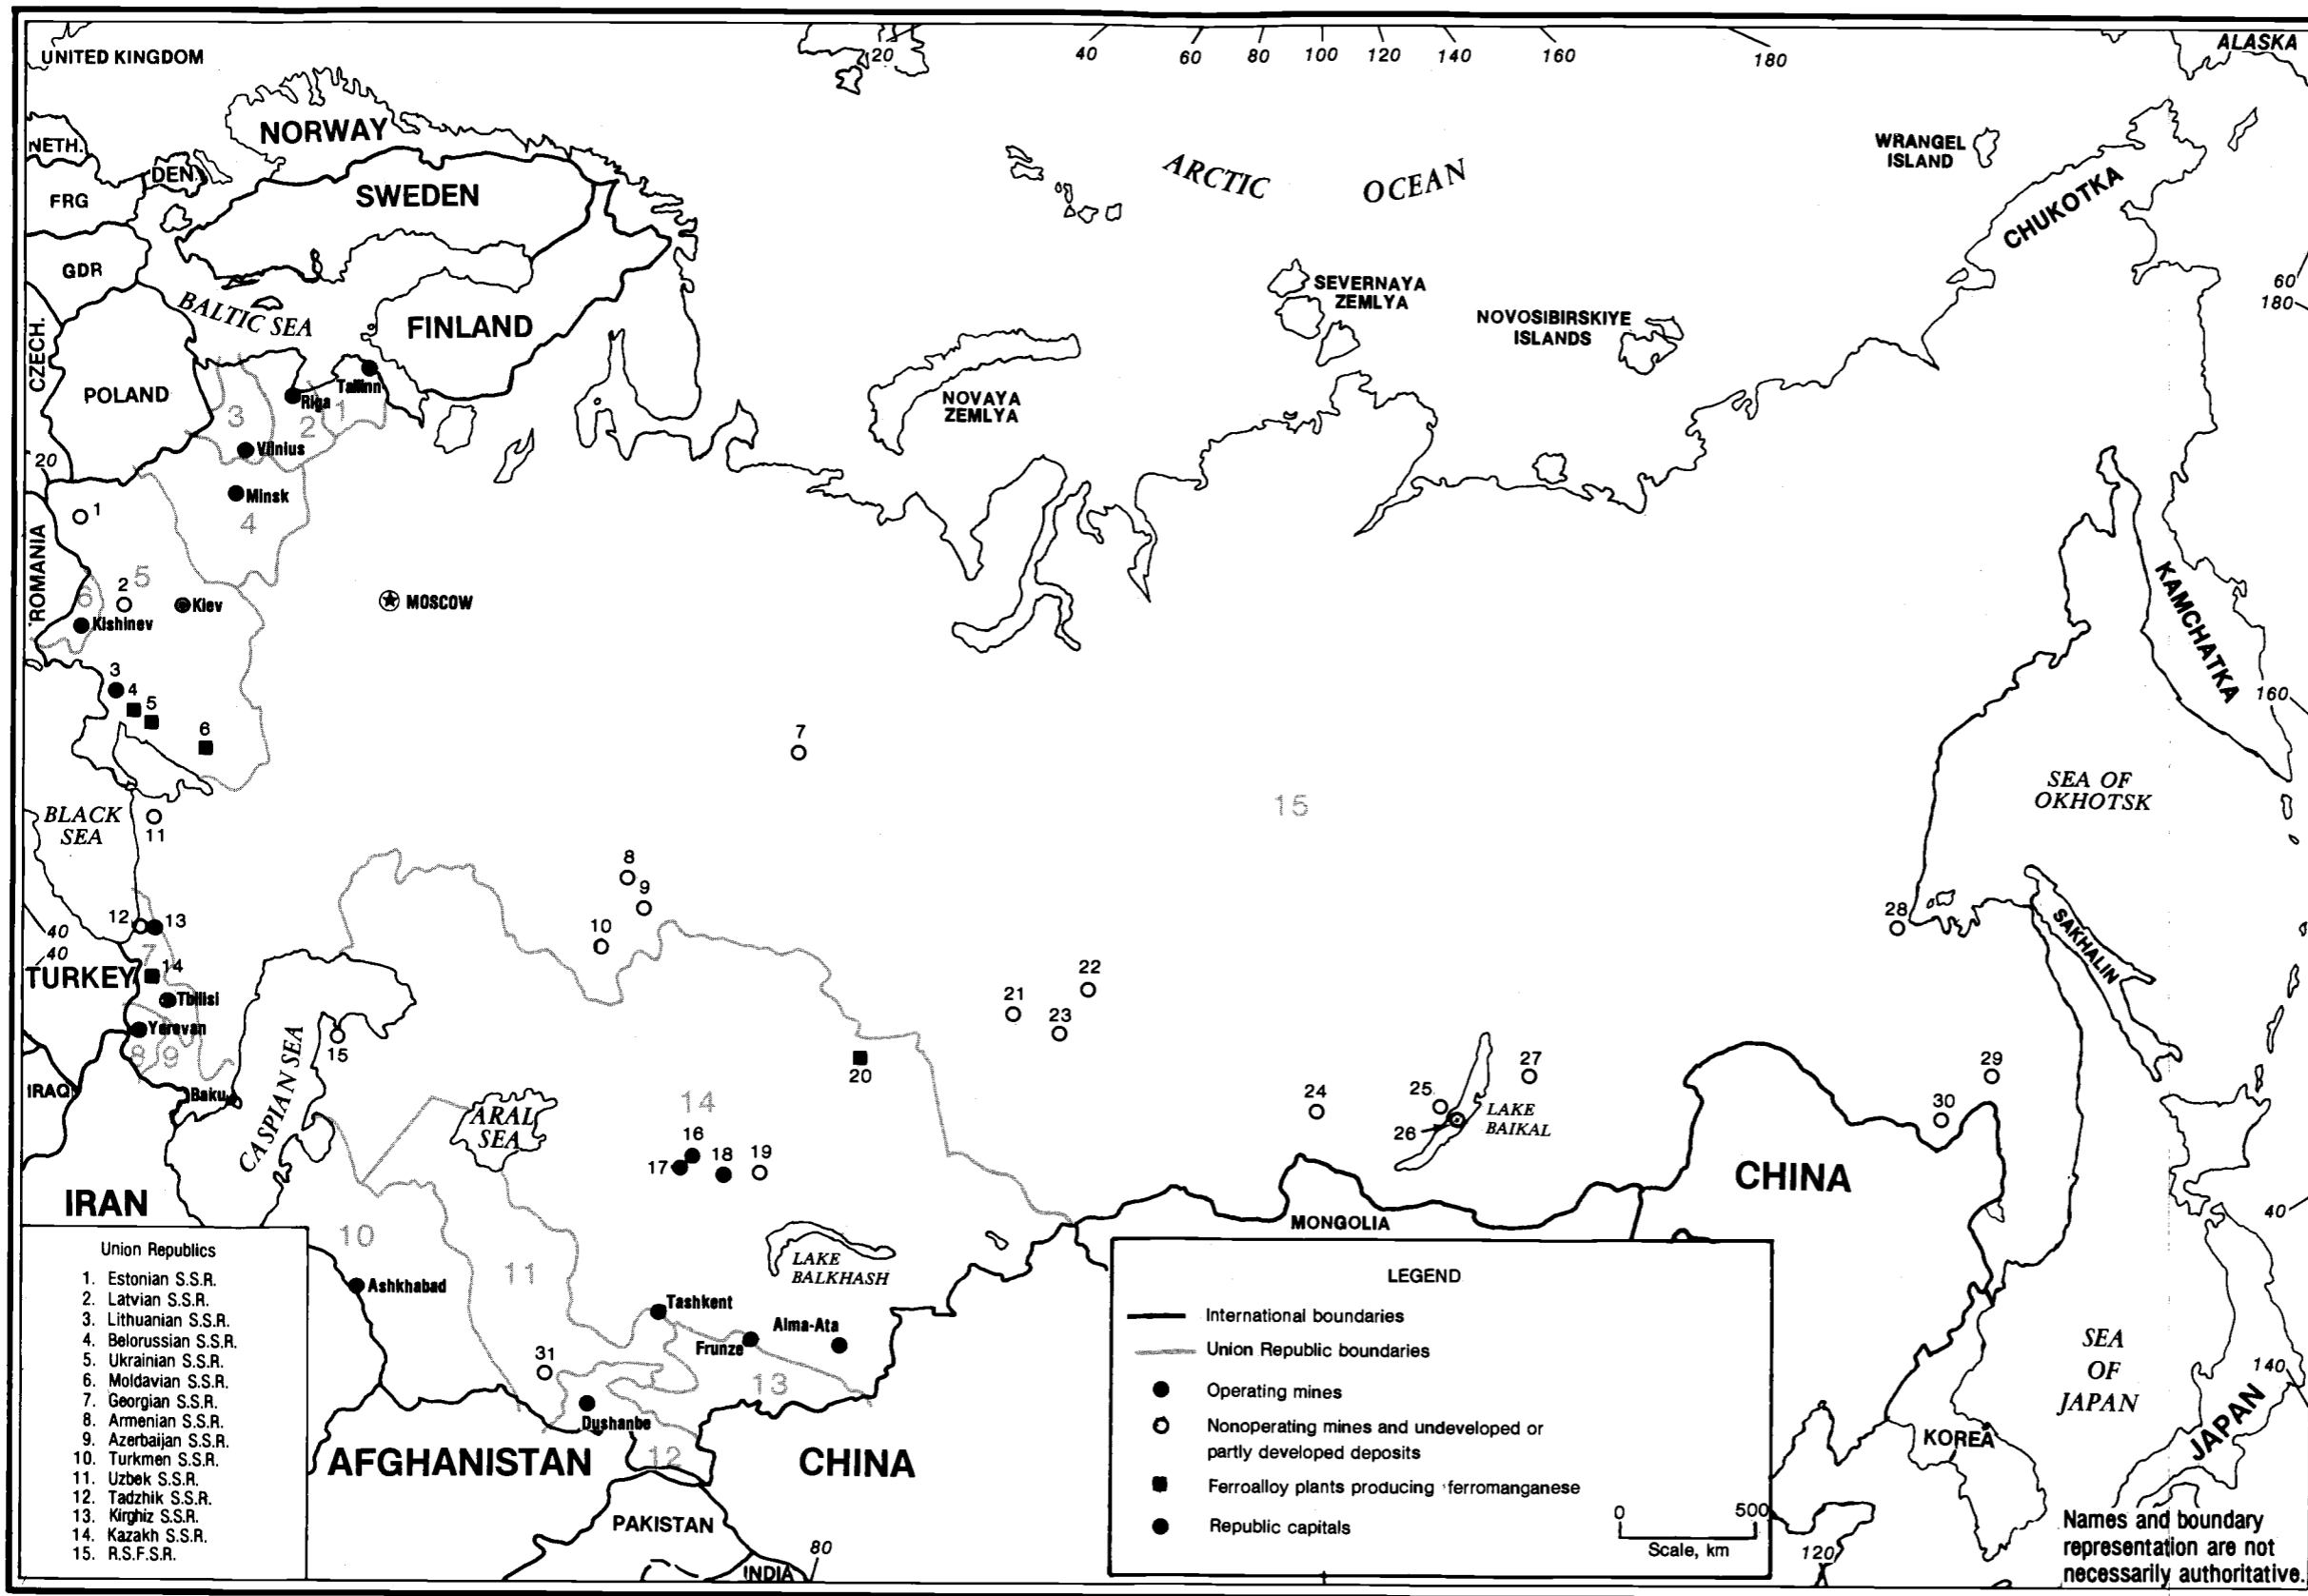 UNITED KINGDOM
20
40
60
80
100
120
140
160
180
ALASKA
NORWAY
NETH.
DEN.
SWEDEN
FRG
GDR
BALTIC SEA
FINLAND
CZECH.
POLAND
ARCTIC OCEAN
WRANGEL
ISLAND
CHUKOTKA
SEVERNAYA
ZEMLYA
NOVOSIBIRSKIYE
ISLANDS
60
180
NOVAYA
ZEMLYA
Tallinn
Riga
1
2
3
Vilnius
20
Minsk
4
1
ROMANIA
5
2
6
Kiev
Kishinev
MOSCOW
KAMCHATKA
160
3
4
5
6
7
15
SEA OF
OKHOTSK
BLACK
SEA
11
8
9
10
12
13
40
40
7
14
TURKEY
Tbilisi
Yerevan
8
9
IRAQ
Baku
CASPIAN SEA
15
ARAL
SEA
14
20
16
17
18
19
21
22
23
24
25
26
27
LAKE
BAIKAL
28
SAKHALIN
29
30
IRAN
CHINA
MONGOLIA
40
10
11
Ashkhabad
LAKE
BALKHASH
Tashkent
Alma-Ata
Frunze
13
31
Dushanbe
12
AFGHANISTAN
CHINA
PAKISTAN
INDIA
80
SEA
OF
JAPAN
140
JAPAN
KOREA
120
Union Republics
1. Estonian S.S.R.
2. Latvian S.S.R.
3. Lithuanian S.S.R.
4. Belorussian S.S.R.
5. Ukrainian S.S.R.
6. Moldavian S.S.R.
7. Georgian S.S.R.
8. Armenian S.S.R.
9. Azerbaijan S.S.R.
10. Turkmen S.S.R.
11. Uzbek S.S.R.
12. Tadzhik S.S.R.
13. Kirghiz S.S.R.
14. Kazakh S.S.R.
15. R.S.F.S.R.
LEGEND
International boundaries
Union Republic boundaries
Operating mines
Nonoperating mines and undeveloped or
partly developed deposits
Ferroalloy plants producing ferromanganese
Republic capitals
0 500
Scale, km
Names and boundary
representation are not
necessarily authoritative.